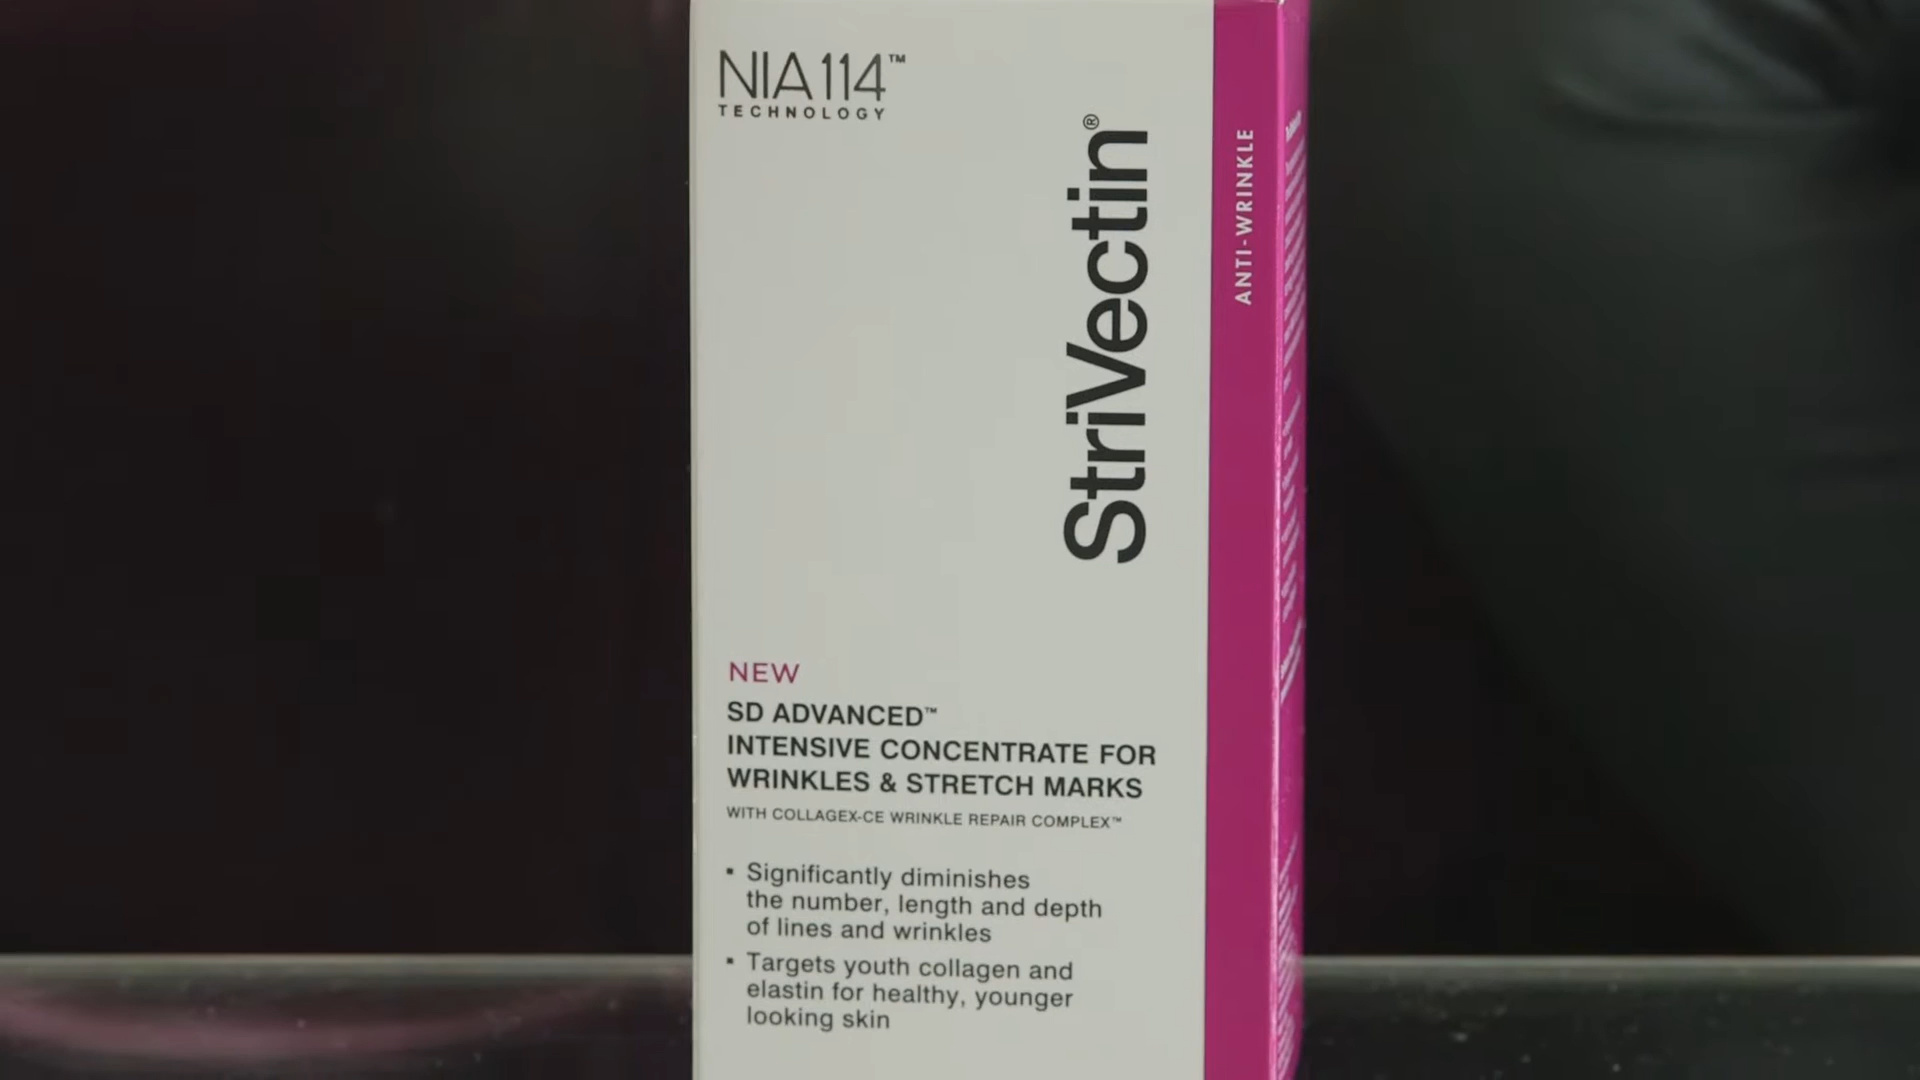 NIA114™
TECHNOLOGY
StriVectin®
ANTI-WRINKLE
NEW
SD ADVANCED™
INTENSIVE CONCENTRATE FOR
WRINKLES & STRETCH MARKS
WITH COLLAGEX-CE WRINKLE REPAIR COMPLEX™
▪ Significantly diminishes
the number, length and depth
of lines and wrinkles
▪ Targets youth collagen and
elastin for healthy, younger
looking skin